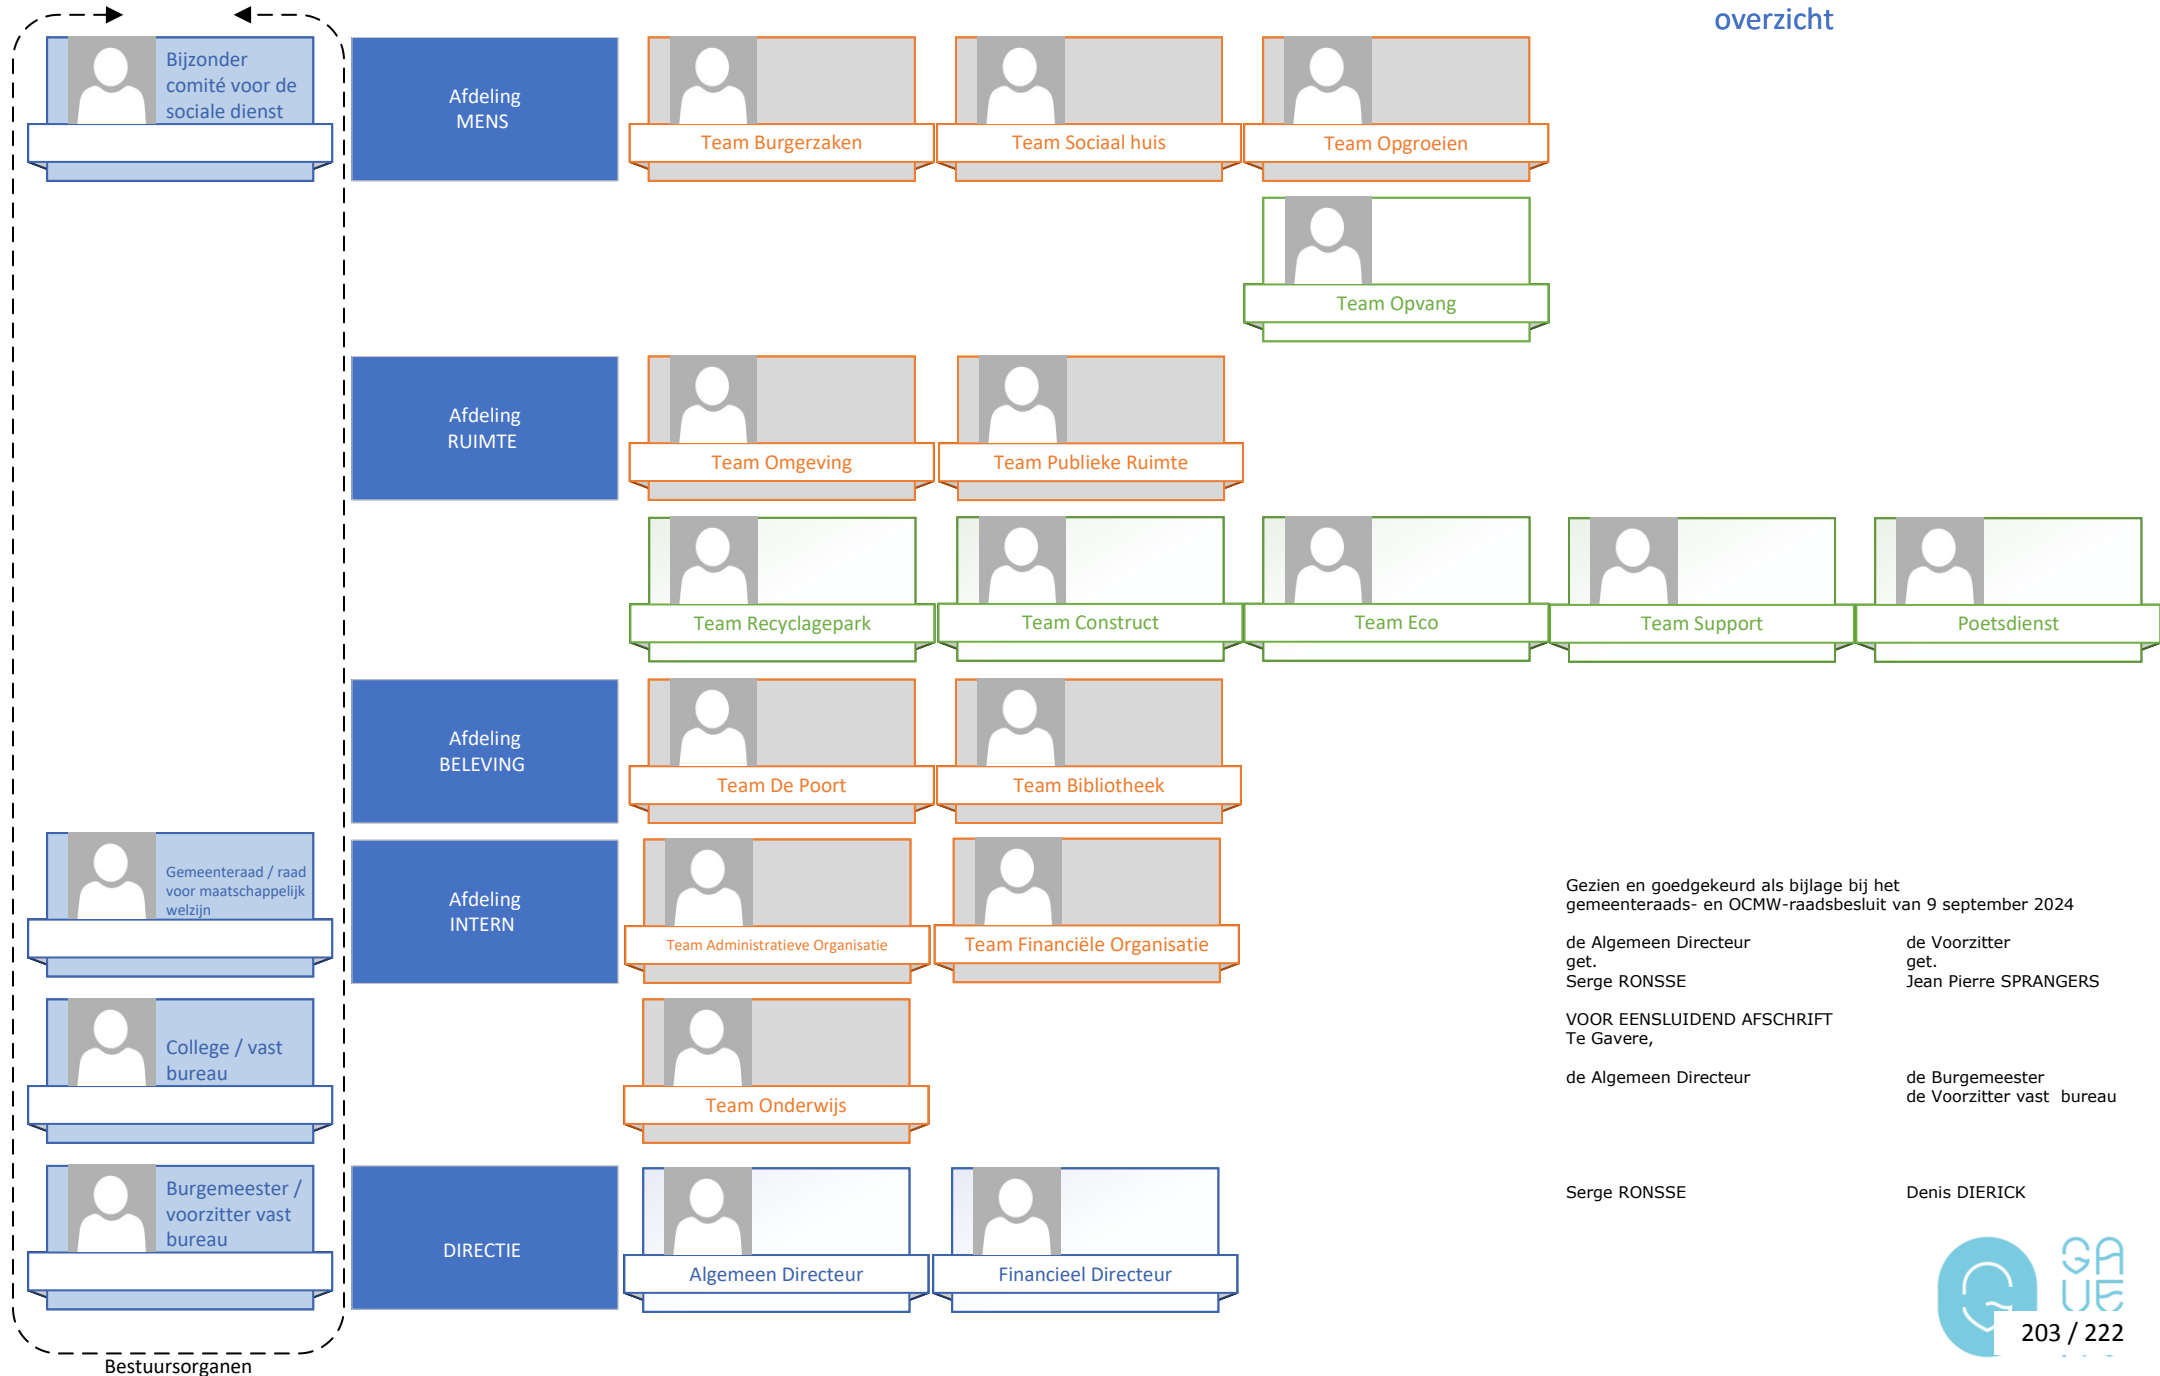 overzicht
Bijzonder
comité voor de
sociale dienst
Afdeling
MENS
Team Burgerzaken
Team Sociaal huis
Team Opgroeien
Team Opvang
Afdeling
RUIMTE
Team Omgeving
Team Publieke Ruimte
Team Recyclagepark
Team Construct
Team Eco
Team Support
Poetsdienst
Afdeling
BELEVING
Team De Poort
Team Bibliotheek
Gemeenteraad / raad
voor maatschappelijk
welzijn
Afdeling
INTERN
Team Administratieve Organisatie
Team Financiële Organisatie
College / vast
bureau
Team Onderwijs
Burgemeester /
voorzitter vast
bureau
DIRECTIE
Algemeen Directeur
Financieel Directeur
Bestuursorganen
Gezien en goedgekeurd als bijlage bij het
gemeenteraads- en OCMW-raadsbesluit van 9 september 2024
de Algemeen Directeur
get.
Serge RONSSE
de Voorzitter
get.
Jean Pierre SPRANGERS
VOOR EENSLUIDEND AFSCHRIFT
Te Gavere,
de Algemeen Directeur
de Burgemeester
de Voorzitter vast bureau
Serge RONSSE
Denis DIERICK
GA
VE
203 / 222